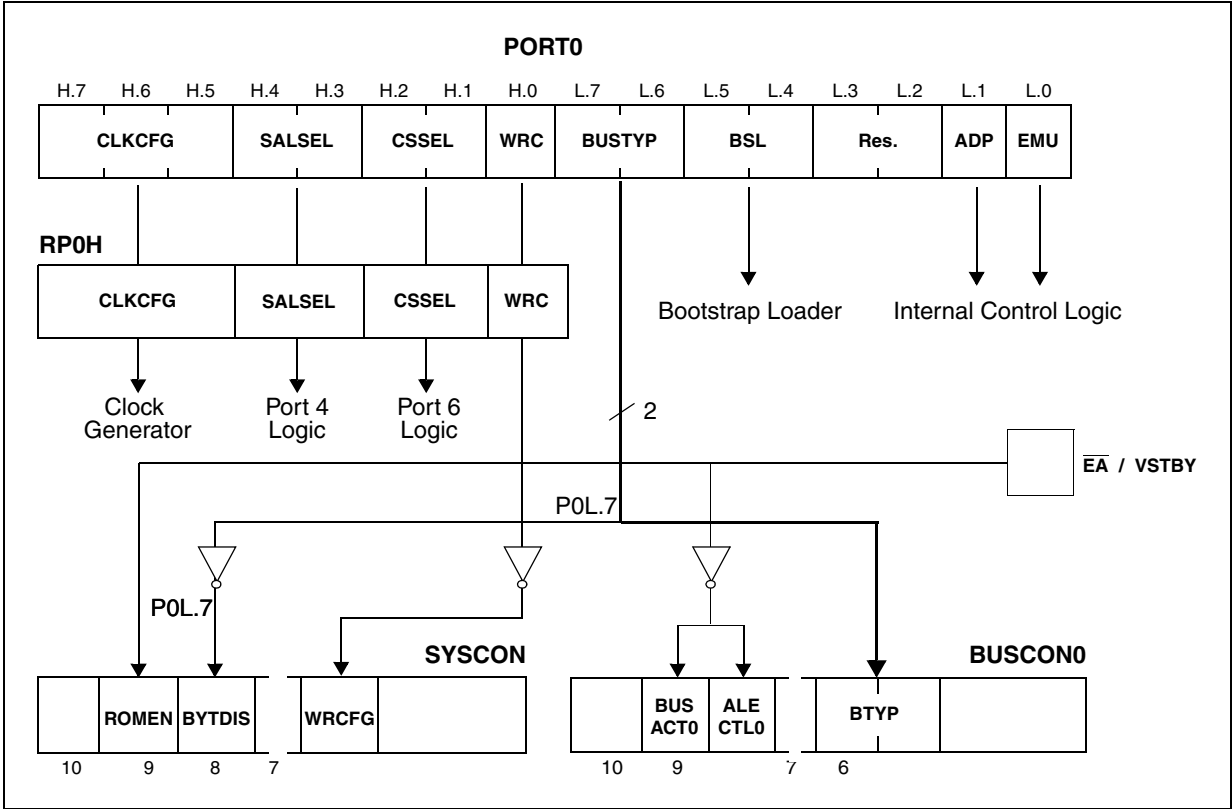 PORT0
H.7 H.6 H.5 H.4 H.3 H.2 H.1 H.0 L.7 L.6 L.5 L.4 L.3 L.2 L.1 L.0
CLKCFG SALSEL CSSEL WRC BUSTYP BSL Res. ADP EMU
RP0H
CLKCFG SALSEL CSSEL WRC
Bootstrap Loader Internal Control Logic
Clock Generator
Port 4 Logic
Port 6 Logic
2
EA / VSTBY
P0L.7
P0L.7
SYSCON BUSCON0
ROMEN BYTDIS WRCFG
BUS ACT0
ALE CTL0
BTYP
10 9 8 7 10 9 7 6